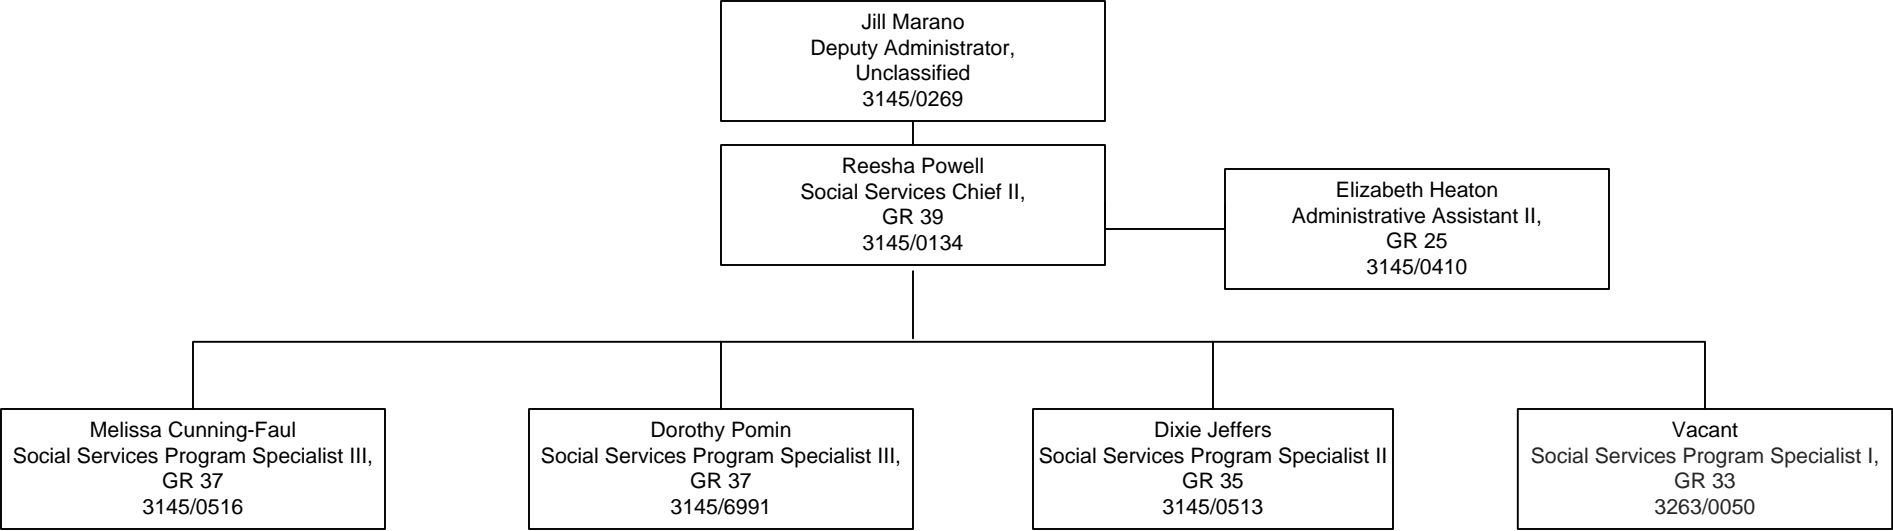 Jill Marano
Deputy Administrator,
Unclassified
3145/0269
Reesha Powell
Social Services Chief II,
GR 39
3145/0134
Elizabeth Heaton
Administrative Assistant II,
GR 25
3145/0410
Melissa Cunning-Faul
Social Services Program Specialist III,
GR 37
3145/0516
Dorothy Pomin
Social Services Program Specialist III,
GR 37
3145/6991
Dixie Jeffers
Social Services Program Specialist II
GR 35
3145/0513
Vacant
Social Services Program Specialist I,
GR 33
3263/0050